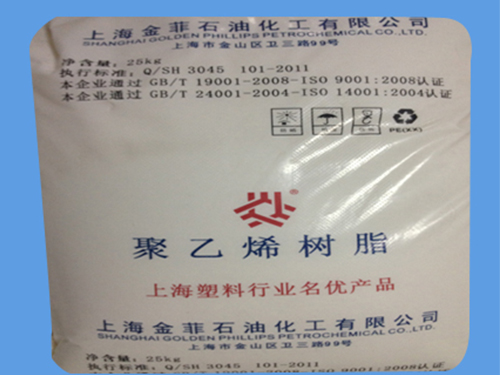 上海金菲石油化工有限公司
SHANGHAI GOLDEN PHILLIPS PETROCHEMICAL CO.,LTD.
上海市金山区卫三路99号
净含量：25kg
执行标准：Q/SH 3045 101-2011
本企业通过 GB/T 19001-2008-ISO 9001:2008认证
本企业通过 GB/T 24001-2004-ISO 14001:2004认证
PE(XX)
®
聚乙烯树脂
上海塑料行业名优产品
上海金菲石油化工有限公司
SHANGHAI GOLDEN PHILLIPS PETROCHEMICAL CO.,LTD.
上海市金山区卫三路99号
净含量：25kg
执行标准：Q/SH 3045 101-2011